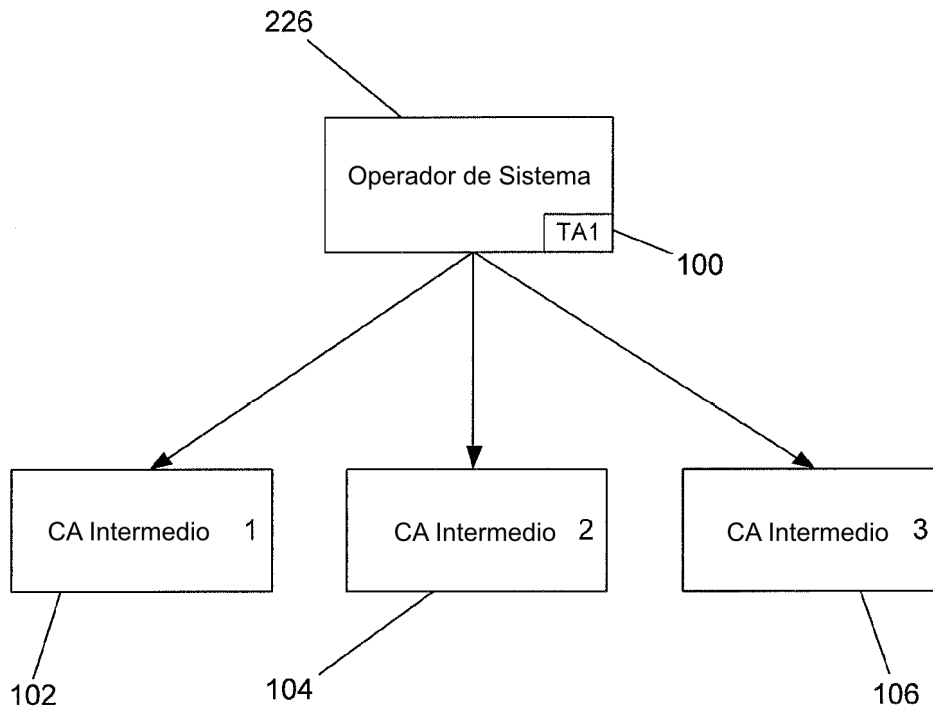 226
Operador de Sistema
TA1
100
CA Intermedio 1
CA Intermedio 2
CA Intermedio 3
102
104
106